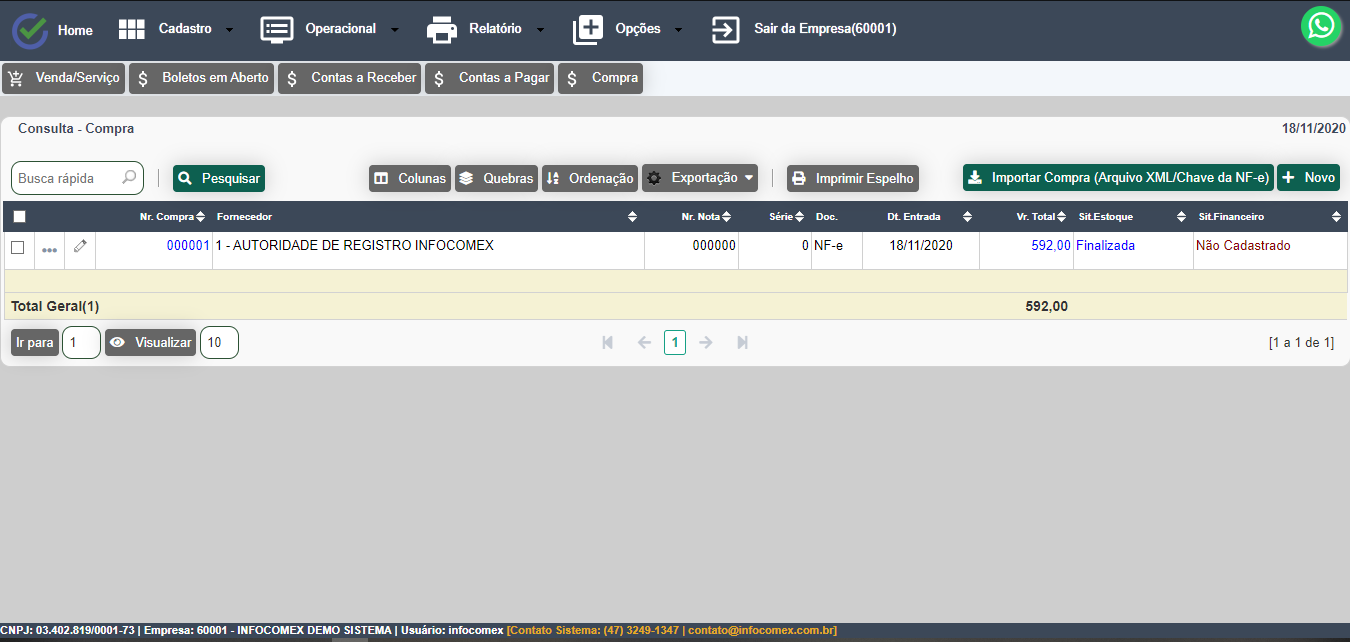 Home Cadastro Operacional Relatório Opções Sair da Empresa(60001)
Venda/Serviço Boletos em Aberto Contas a Receber Contas a Pagar Compra
Consulta - Compra 18/11/2020
Busca rápida Pesquisar Colunas Quebras Ordenação Exportação Imprimir Espelho Importar Compra (Arquivo XML/Chave da NF-e) Novo
Nr. Compra Fornecedor Nr. Nota Série Doc. Dt. Entrada Vr. Total Sit.Estoque Sit.Financeiro
000001 1 - AUTORIDADE DE REGISTRO INFOCOMEX 000000 0 NF-e 18/11/2020 592,00 Finalizada Não Cadastrado
Total Geral(1) 592,00
Ir para 1 Visualizar 10 1 [1 a 1 de 1]
CNPJ: 03.402.819/0001-73 | Empresa: 60001 - INFOCOMEX DEMO SISTEMA | Usuário: infocomex [Contato Sistema: (47) 3249-1347 | contato@infocomex.com.br]